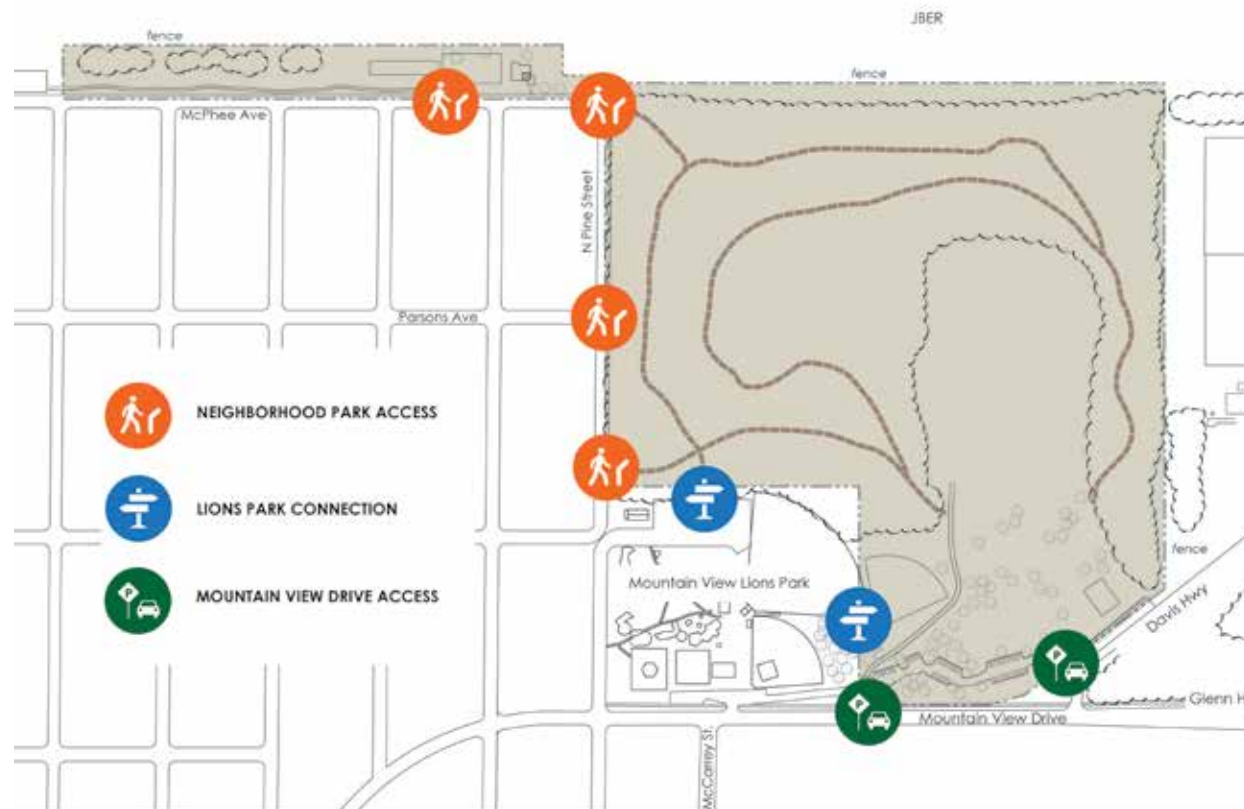 JBER
fence
fence
McPhee Ave
N Pine Street
Parsons Ave
NEIGHBORHOOD PARK ACCESS
LIONS PARK CONNECTION
MOUNTAIN VIEW DRIVE ACCESS
P
fence
Mountain View Lions Park
Davis Hwy
P
P
Glenn H
Mountain View Drive
McCarrey St.